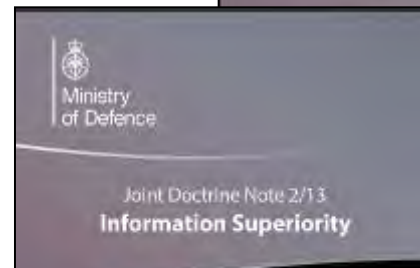 Ministry
of Defence
Joint Doctrine Note 2/13
Information Superiority